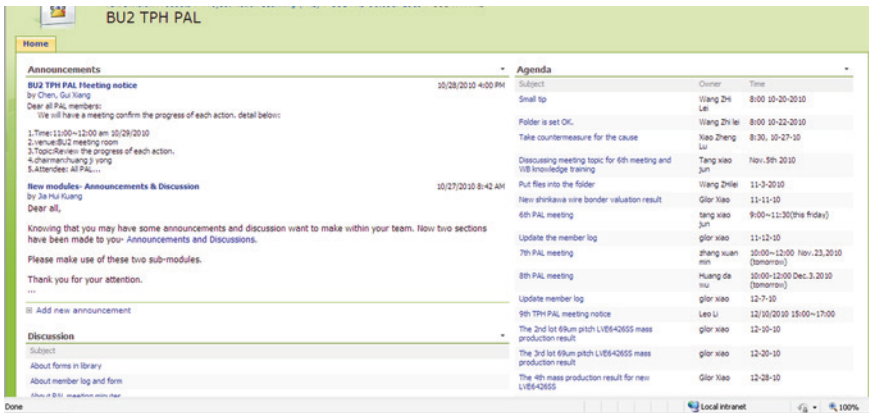 BU2 TPH PAL
Home
Announcements
BU2 TPH PAL Meeting notice
10/28/2010 4:00 PM
by Chen, Gui Xiang
Dear all PAL members:
We will have a meeting confirm the progress of each action. detail below:
1.Time:11:00~12:00 am 10/29/2010
2.venue:BU2 meeting room
3.Topic:Review the progress of each action.
4.chairman:huang ji yong
5.Attendee: All PAL...
New modules- Announcements & Discussion
10/27/2010 8:42 AM
by Jia Hui Kuang
Dear all,
Knowing that you may have some announcements and discussion want to make within your team. Now two sections
have been made to you- Announcements and Discussions.
Please make use of these two sub-modules.
Thank you for your attention.
...
Add new announcement
Discussion
Subject
About forms in library
About member log and form
About PAL meeting minutes
Agenda
Subject Owner Time
Small tip Wang ZHi Lei 8:00 10-20-2010
Folder is set OK. Wang Zhi lei 8:00 10-22-2010
Take countermeasure for the cause Xiao Zheng Lu 8:30, 10-27-10
Disscussing meeting topic for 6th meeting and WB knowledge training Tang xiao jun Nov.5th 2010
Put files into the folder Wang ZHilei 11-3-2010
New shinkawa wire bonder valuation result Glor Xiao 11-11-10
6th PAL meeting tang xiao jun 9:00~11:30(this friday)
Update the member log glor xiao 11-12-10
7th PAL meeting zhang xuan min 10:00~12:00 Nov.23,2010 (tomorrow)
8th PAL meeting Huang da wu 10:00-12:00 Dec.3.2010 (tomorrow)
Update member log glor xiao 12-7-10
9th TPH PAL meeting notice Leo Li 12/10/2010 15:00~17:00
The 2nd lot 69um pitch LVE6426SS mass production result glor xiao 12-10-10
The 3rd lot 69um pitch LVE6426SS mass production result glor xiao 12-20-10
The 4th mass production result for new LVE6426SS Glor Xiao 12-28-10
Done
Local intranet
100%